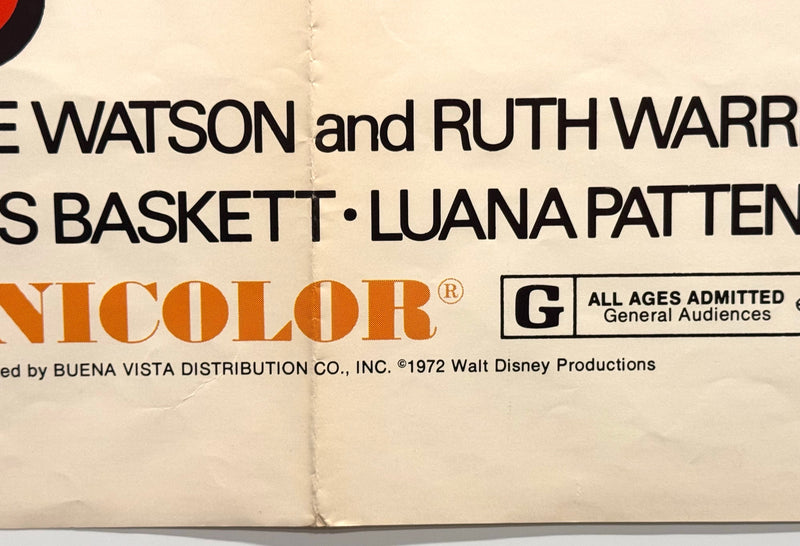 E WATSON and RUTH WARR
S BASKETT • LUANA PATTEN
NICOLOR®
G ALL AGES ADMITTED
General Audiences
ed by BUENA VISTA DISTRIBUTION CO., INC. ©1972 Walt Disney Productions